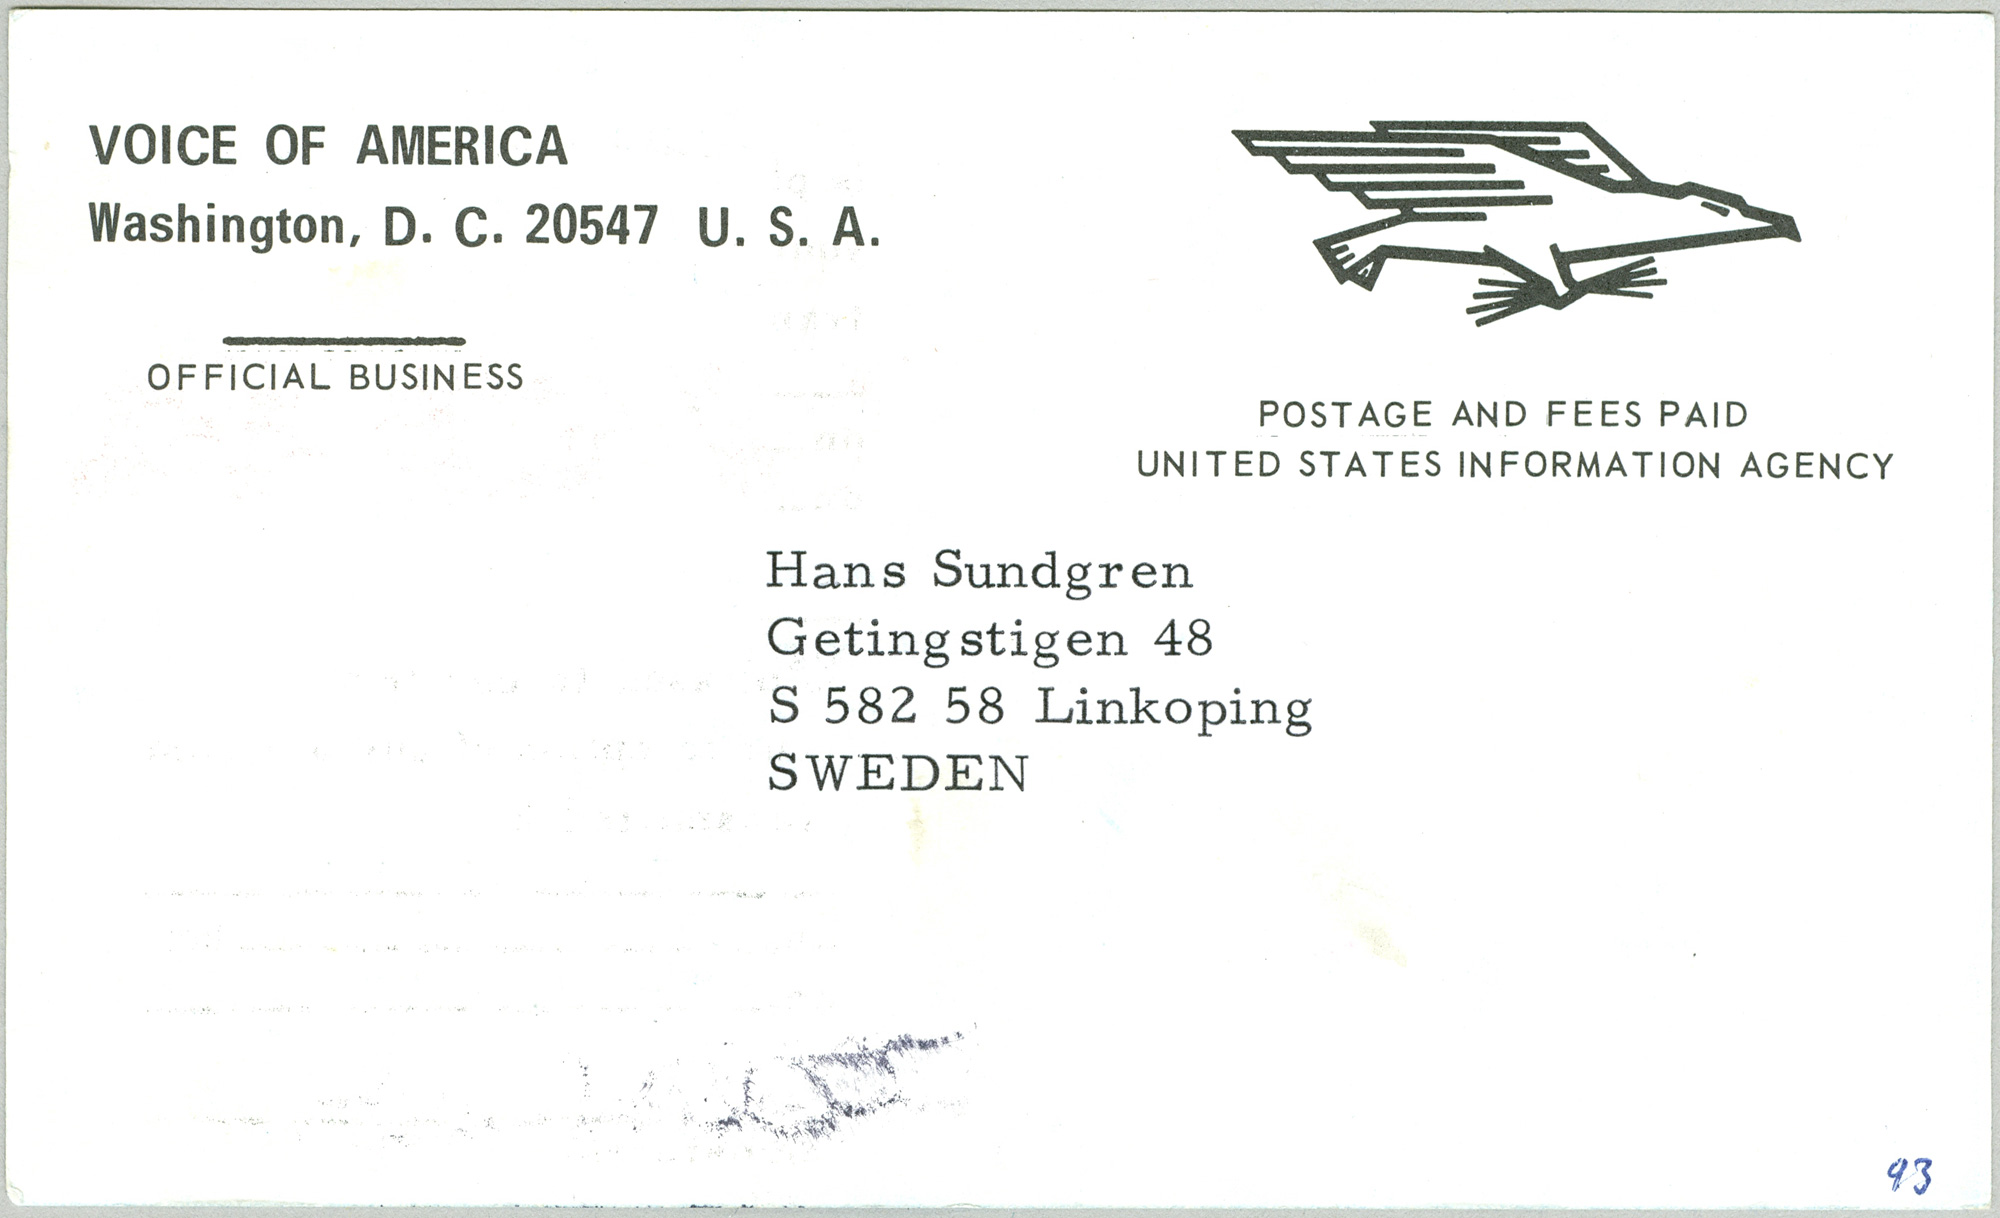 VOICE OF AMERICA
Washington, D. C. 20547 U. S. A.
OFFICIAL BUSINESS
POSTAGE AND FEES PAID
UNITED STATES INFORMATION AGENCY
Hans Sundgren
Getingstigen 48
S 582 58 Linkoping
SWEDEN
93